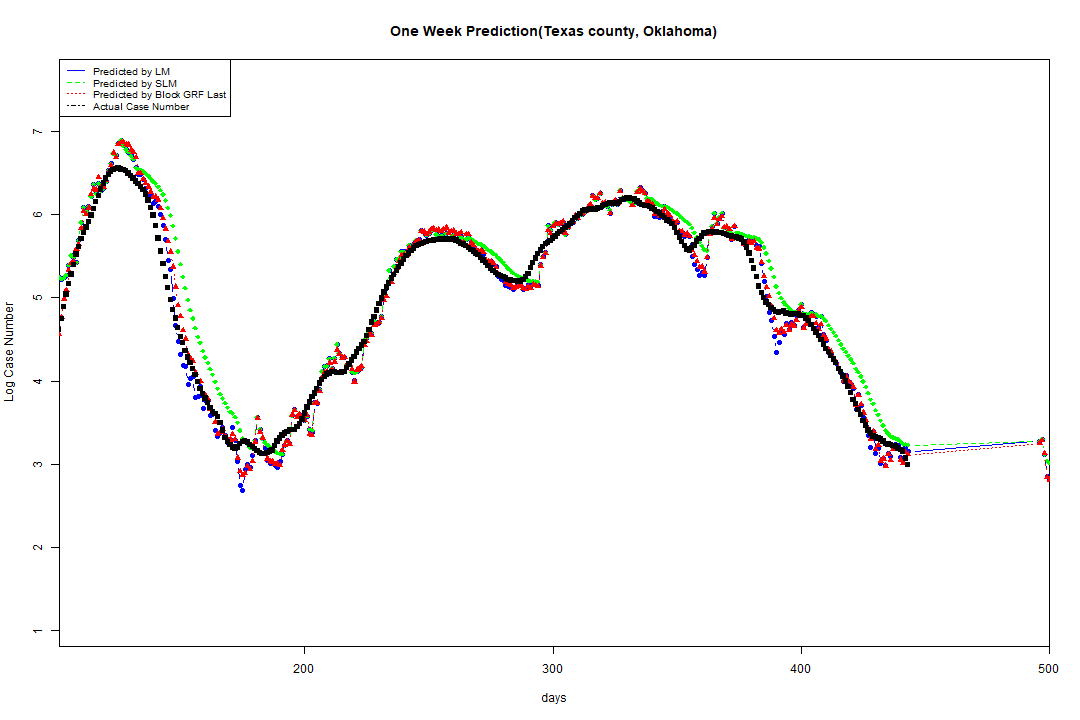 One Week Prediction(Texas county, Oklahoma)
Predicted by LM
Predicted by SLM
Predicted by Block GRF Last
Actual Case Number
7
6
5
4
3
2
1
Log Case Number
200 300 400 500
days